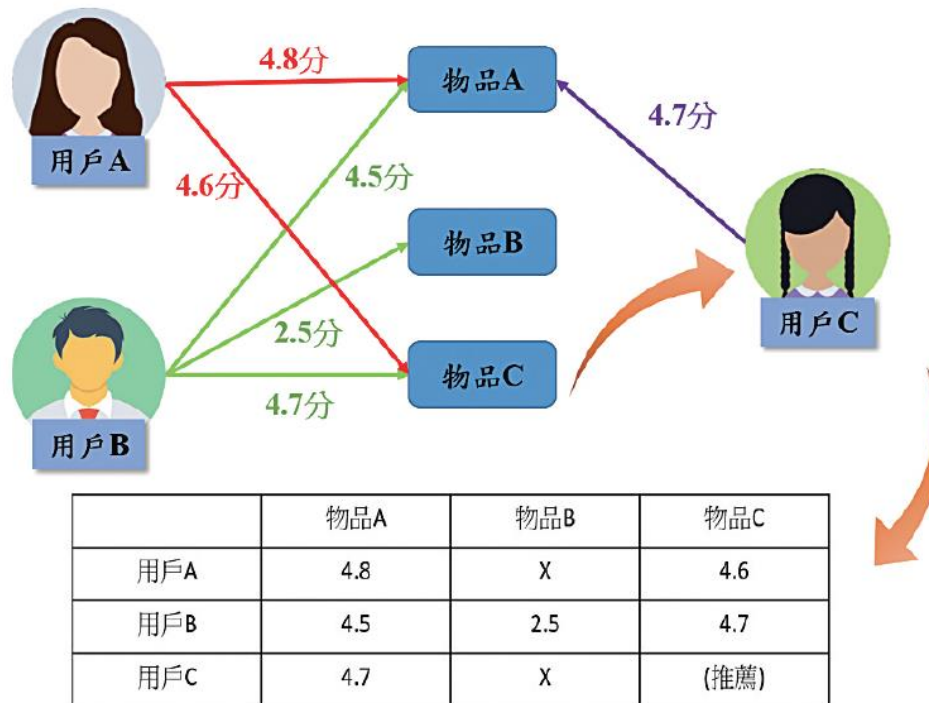 4.8分
物品A
4.7分
用戶A
4.6分
4.5分
物品B
用戶C
2.5分
物品C
4.7分
用戶B
物品A 物品B 物品C
用戶A 4.8 X 4.6
用戶B 4.5 2.5 4.7
用戶C 4.7 X (推薦)